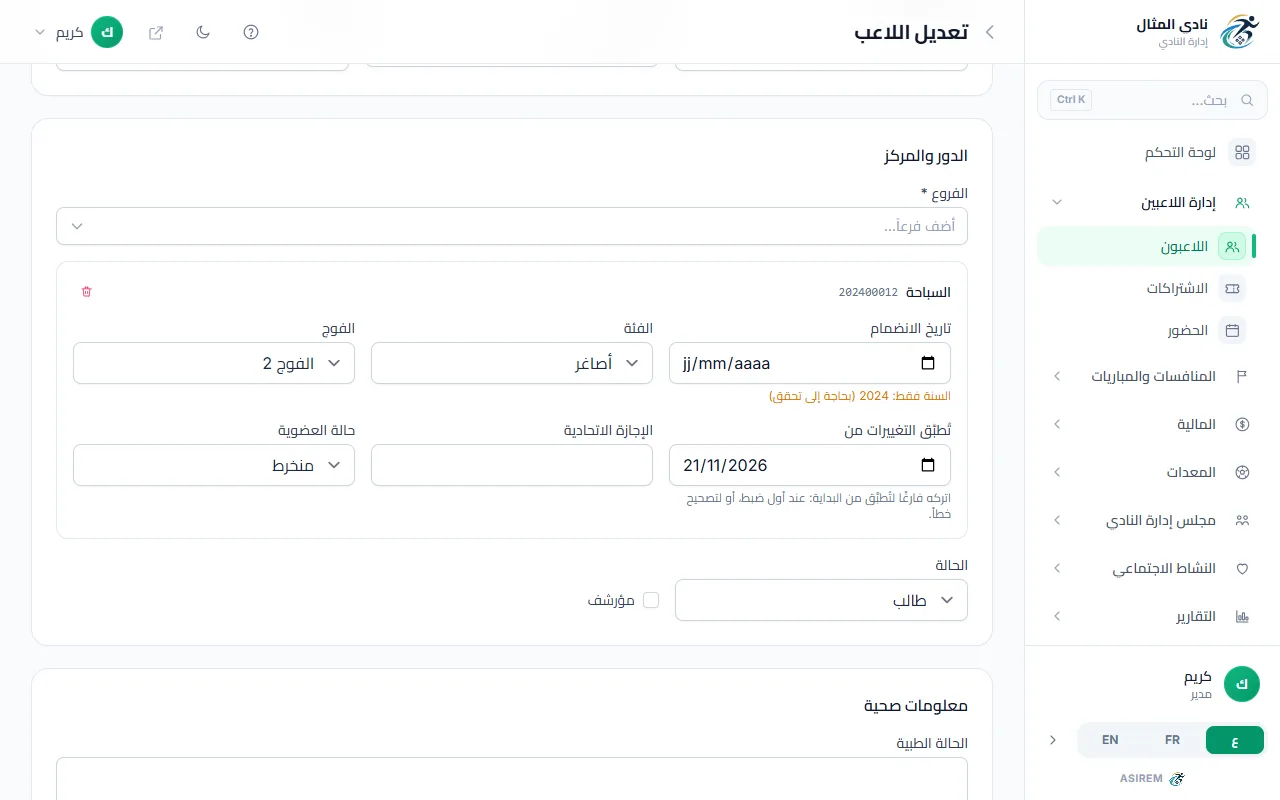 نادي المثال
إدارة النادي
بحث...
Ctrl K
لوحة التحكم
إدارة اللاعبين
اللاعبون
الاشتراكات
الحضور
المنافسات والمباريات
المالية
المعدات
مجلس إدارة النادي
النشاط الاجتماعي
التقارير
ك
كريم
مدير
ع
FR
EN
ASIREM
تعديل اللاعب
ك
كريم
الدور والمركز
الفروع *
أضف فرعاً...
السباحة 202400012
تاريخ الانضمام
الفئة
الفوج
jj/mm/aaaa
أصاغر
الفوج 2
السنة فقط: 2024 (بحاجة إلى تحقق)
تُطبَّق التغييرات من
الإجازة الاتحادية
حالة العضوية
21/11/2026
منخرط
اتركه فارغًا لتُطبَّق من البداية: عند أول ضبط، أو لتصحيح
خطأ.
الحالة
طالب
مؤرشف
معلومات صحية
الحالة الطبية